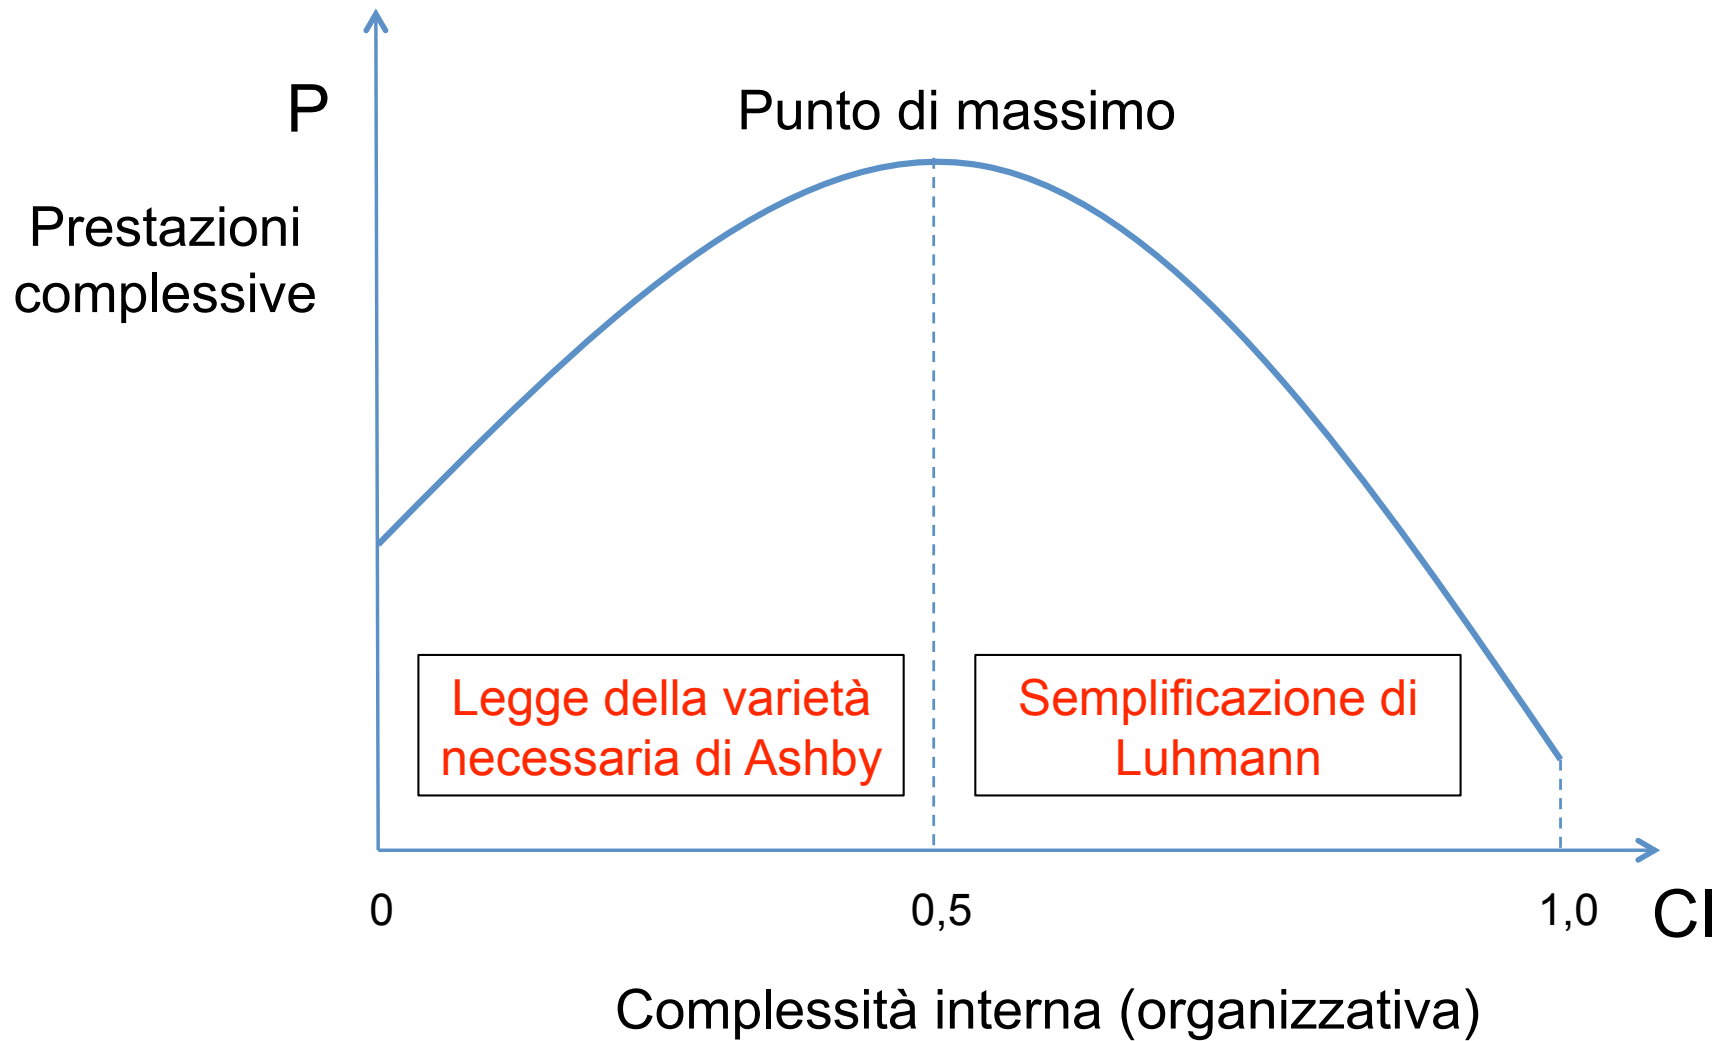 P
Punto di massimo
Prestazioni
complessive
Legge della varietà
necessaria di Ashby
Semplificazione di
Luhmann
0
0,5
1,0
CI
Complessità interna (organizzativa)